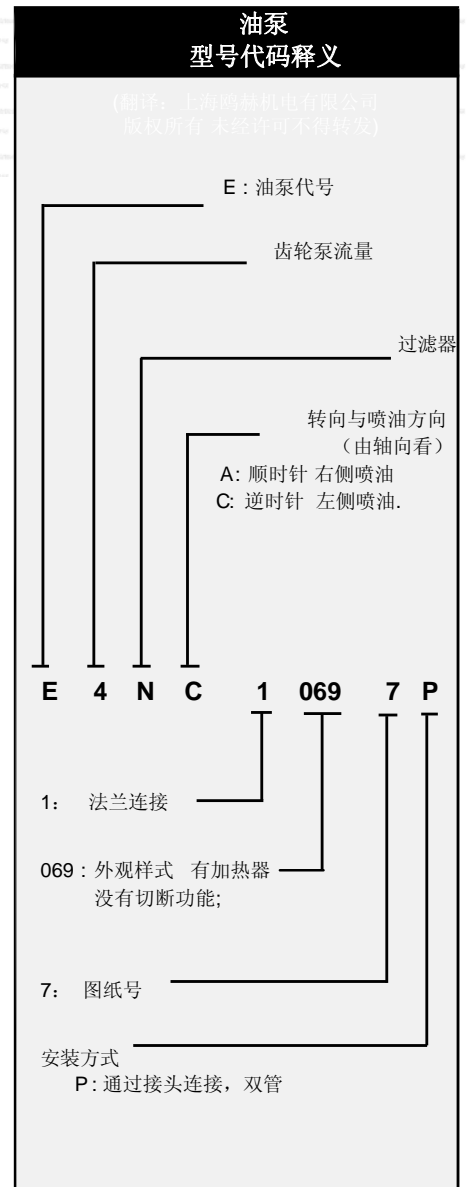 油泵
型号代码释义
(翻译：上海鸥赫机电有限公司
版权所有 未经许可不得转发)
E : 油泵代号
齿轮泵流量
过滤器
转向与喷油方向
（由轴向看）
A: 顺时针 右侧喷油
C: 逆时针 左侧喷油.
E 4 N C 1 069 7 P
1： 法兰连接
069 : 外观样式 有加热器
没有切断功能;
7： 图纸号
安装方式
P : 通过接头连接，双管